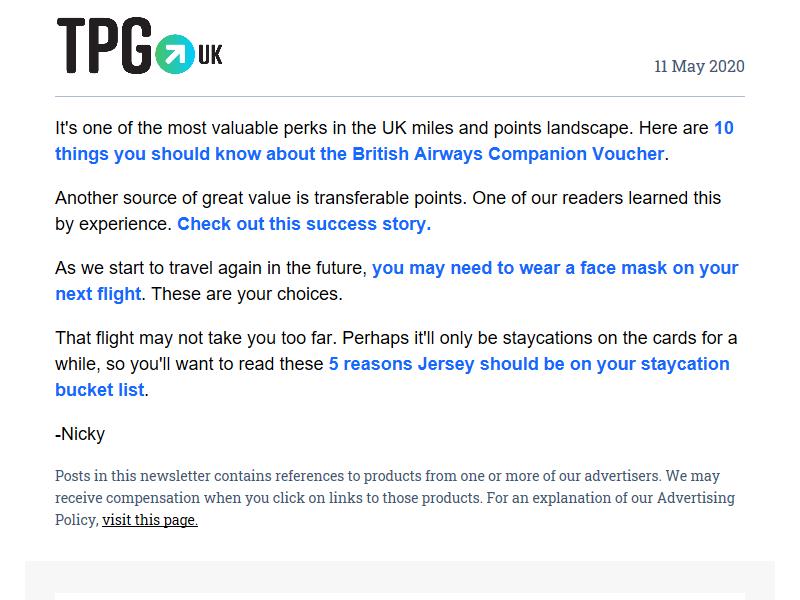 TPG UK
11 May 2020
It's one of the most valuable perks in the UK miles and points landscape. Here are 10
things you should know about the British Airways Companion Voucher.
Another source of great value is transferable points. One of our readers learned this
by experience. Check out this success story.
As we start to travel again in the future, you may need to wear a face mask on your
next flight. These are your choices.
That flight may not take you too far. Perhaps it'll only be staycations on the cards for a
while, so you'll want to read these 5 reasons Jersey should be on your staycation
bucket list.
-Nicky
Posts in this newsletter contains references to products from one or more of our advertisers. We may
receive compensation when you click on links to those products. For an explanation of our Advertising
Policy, visit this page.